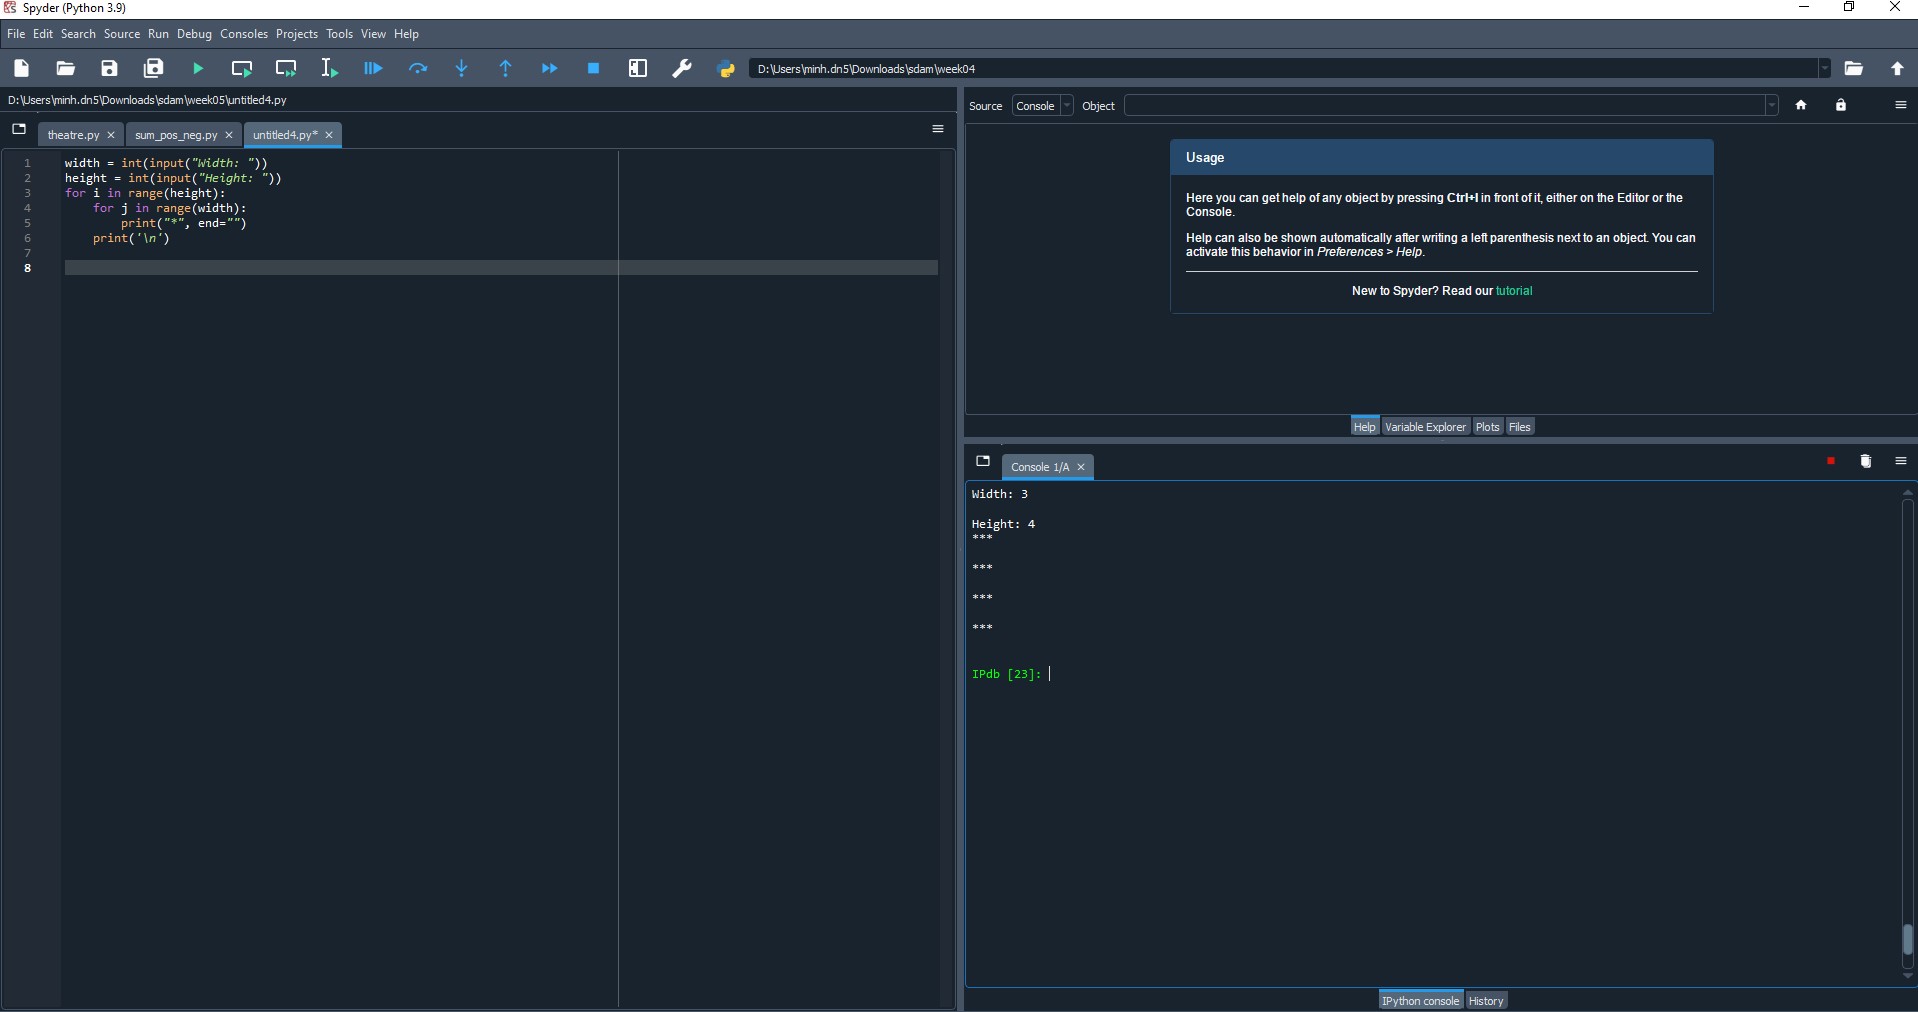 Spyder (Python 3.9)
File Edit Search Source Run Debug Consoles Projects Tools View Help
D:\Users\minh.dn5\Downloads\sdam\week04
D:\Users\minh.dn5\Downloads\sdam\week05\untitled4.py
theatre.py
sum_pos_neg.py
untitled4.py*
1 width = int(input("Width: "))
2 height = int(input("Height: "))
3 for i in range(height):
4     for j in range(width):
5         print("*", end="")
6     print('\n')
7
8
Source Console Object
Usage
Here you can get help of any object by pressing Ctrl+I in front of it, either on the Editor or the
Console.
Help can also be shown automatically after writing a left parenthesis next to an object. You can
activate this behavior in Preferences > Help.
New to Spyder? Read our tutorial
Help Variable Explorer Plots Files
Console 1/A
Width: 3
Height: 4
***
***
***
***
IPdb [23]:
IPython console History